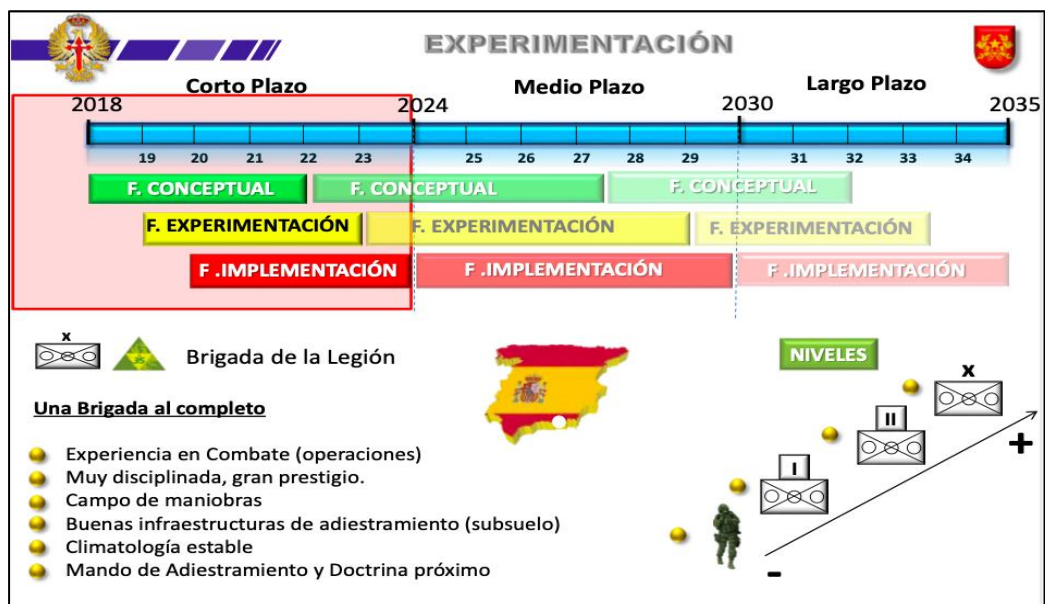 EXPERIMENTACIÓN
Corto Plazo
Medio Plazo
Largo Plazo
2018
2024
2030
2035
19 20 21 22 23 25 26 27 28 29 31 32 33 34
F. CONCEPTUAL
F. CONCEPTUAL
F. CONCEPTUAL
F. EXPERIMENTACIÓN
F. EXPERIMENTACIÓN
F. EXPERIMENTACIÓN
F .IMPLEMENTACIÓN
F .IMPLEMENTACIÓN
F .IMPLEMENTACIÓN
x
35
Brigada de la Legión
NIVELES
Una Brigada al completo
Experiencia en Combate (operaciones)
Muy disciplinada, gran prestigio.
Campo de maniobras
Buenas infraestructuras de adiestramiento (subsuelo)
Climatología estable
Mando de Adiestramiento y Doctrina próximo
x
II
I
+
-